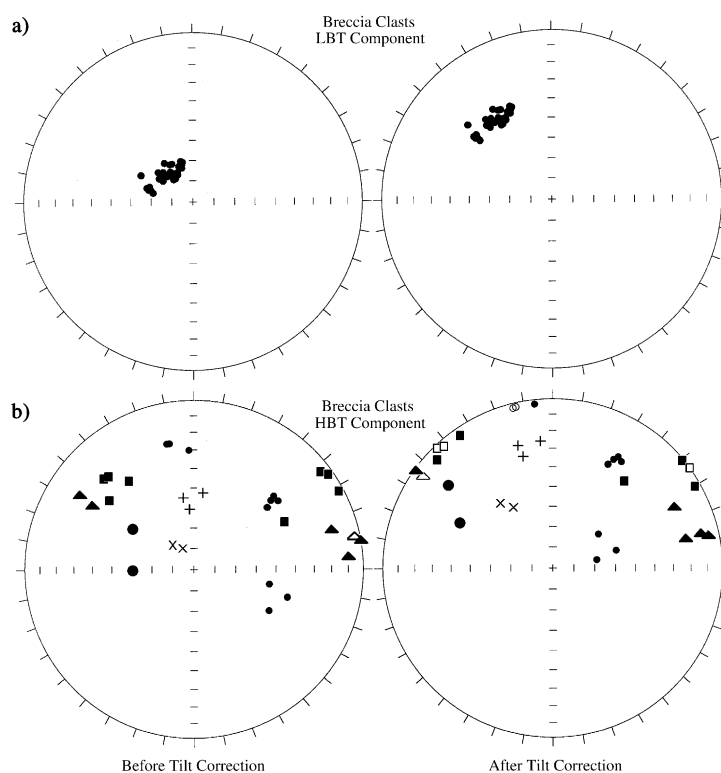 a)
Breccia Clasts
LBT Component
b)
Breccia Clasts
HBT Component
Before Tilt Correction
After Tilt Correction